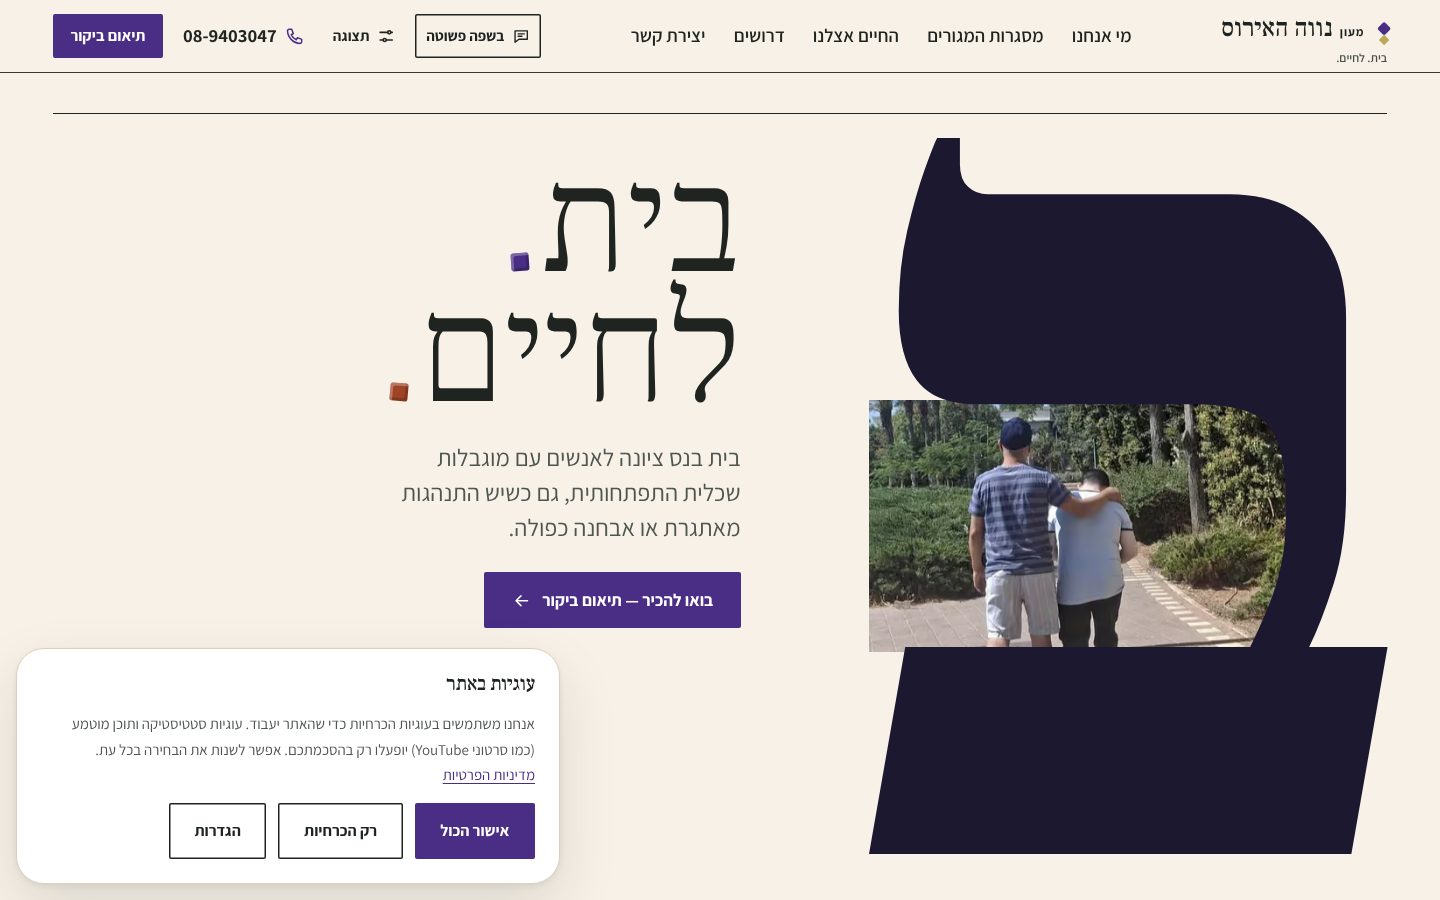 מעון נווה האירוס
בית. לחיים.
מי אנחנו
מסגרות המגורים
החיים אצלנו
דרושים
יצירת קשר
בשפה פשוטה
תצוגה
08-9403047
תיאום ביקור
ב
בית.
לחיים.
בית בנס ציונה לאנשים עם מוגבלות
שכלית התפתחותית, גם כשיש התנהגות
מאתגרת או אבחנה כפולה.
בואו להכיר — תיאום ביקור ←
עוגיות באתר
אנחנו משתמשים בעוגיות הכרחיות כדי שהאתר יעבוד. עוגיות סטטיסטיקה ותוכן מוטמע
(כמו סרטוני YouTube) יופעלו רק בהסכמתכם. אפשר לשנות את הבחירה בכל עת.
מדיניות הפרטיות
אישור הכול
רק הכרחיות
הגדרות